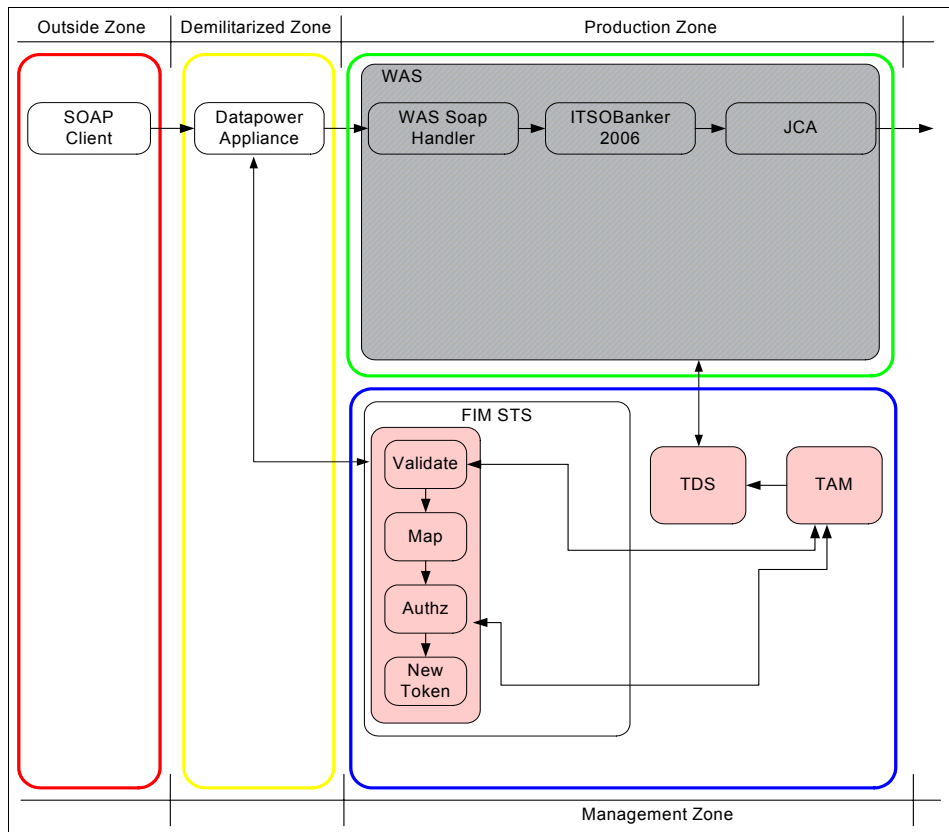 Outside Zone
Demilitarized Zone
Production Zone
WAS
SOAP
Client
Datapower
Appliance
WAS Soap
Handler
ITSOBanker
2006
JCA
FIM STS
Validate
Map
Authz
New
Token
TDS
TAM
Management Zone